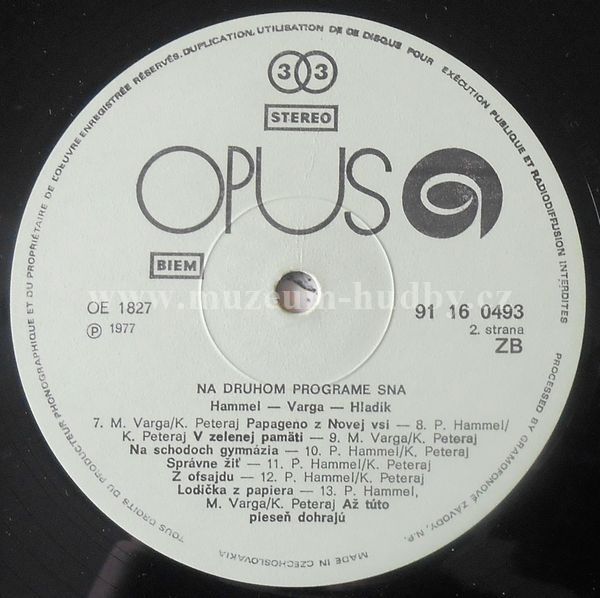 TOUS DROITS DU PRODUCTEUR PHONOGRAPHIQUE ET DU PROPRIÉTAIRE DE L'OEUVRE ENREGISTRÉE RÉSERVÉS. DUPLICATION, UTILISATION DE CE DISQUE POUR EXÉCUTION PUBLIQUE ET RADIODIFFUSION INTERDITES
33
STEREO
OPUS
BIEM
www.muzeum-hudby.cz
OE 1827
91 16 0493
Ⓟ 1977
2. strana
ZB
NA DRUHOM PROGRAME SNA
Hammel — Varga — Hladík
7. M. Varga/K. Peteraj Papageno z Novej vsi — 8. P. Hammel/
K. Peteraj V zelenej pamäti — 9. M. Varga/K. Peteraj
Na schodoch gymnázia — 10. P. Hammel/K. Peteraj
Správne žiť — 11. P. Hammel/K. Peteraj
Z ofsajdu — 12. P. Hammel/K. Peteraj
Lodička z papiera — 13. P. Hammel,
M. Varga/K. Peteraj Až túto
pieseň dohrajú
PROCESSED BY GRAMOFONOVÉ ZÁVODY, N.P.
MADE IN CZECHOSLOVAKIA